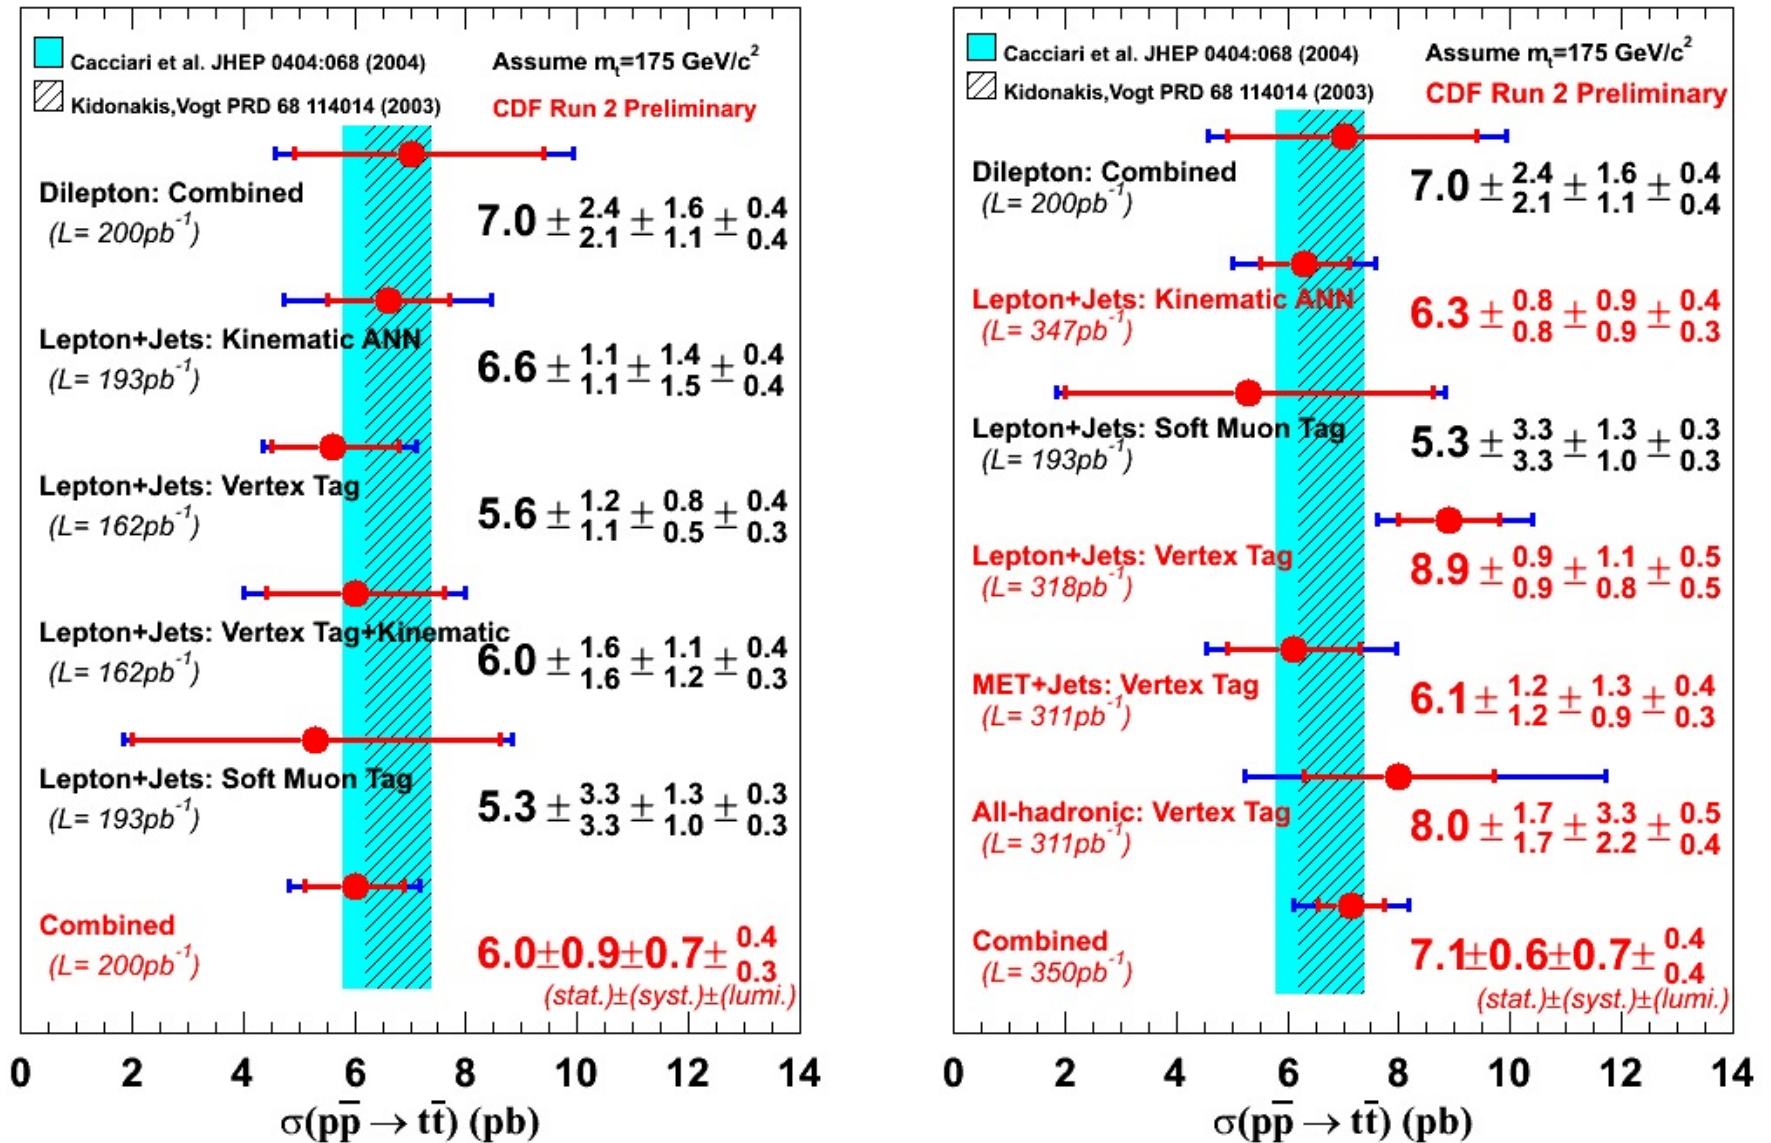 Cacciari et al. JHEP 0404:068 (2004)
Assume mt=175 GeV/c2
Kidonakis,Vogt PRD 68 114014 (2003)
CDF Run 2 Preliminary
Dilepton: Combined
(L= 200pb-1)
7.0 ± 2.4 ± 1.6 ± 0.4
2.1 1.1 0.4
Lepton+Jets: Kinematic ANN
(L= 193pb-1)
6.6 ± 1.1 ± 1.4 ± 0.4
1.1 1.5 0.4
Lepton+Jets: Vertex Tag
(L= 162pb-1)
5.6 ± 1.2 ± 0.8 ± 0.4
1.1 0.5 0.3
Lepton+Jets: Vertex Tag+Kinematic
(L= 162pb-1)
6.0 ± 1.6 ± 1.1 ± 0.4
1.6 1.2 0.3
Lepton+Jets: Soft Muon Tag
(L= 193pb-1)
5.3 ± 3.3 ± 1.3 ± 0.3
3.3 1.0 0.3
Combined
(L= 200pb-1)
6.0±0.9±0.7± 0.4
0.3
(stat.)±(syst.)±(lumi.)
0 2 4 6 8 10 12 14
σ(pp̅ → tt̅) (pb)
Cacciari et al. JHEP 0404:068 (2004)
Assume mt=175 GeV/c2
Kidonakis,Vogt PRD 68 114014 (2003)
CDF Run 2 Preliminary
Dilepton: Combined
(L= 200pb-1)
7.0 ± 2.4 ± 1.6 ± 0.4
2.1 1.1 0.4
Lepton+Jets: Kinematic ANN
(L= 347pb-1)
6.3 ± 0.8 ± 0.9 ± 0.4
0.8 0.9 0.3
Lepton+Jets: Soft Muon Tag
(L= 193pb-1)
5.3 ± 3.3 ± 1.3 ± 0.3
3.3 1.0 0.3
Lepton+Jets: Vertex Tag
(L= 318pb-1)
8.9 ± 0.9 ± 1.1 ± 0.5
0.9 0.8 0.5
MET+Jets: Vertex Tag
(L= 311pb-1)
6.1 ± 1.2 ± 1.3 ± 0.4
1.2 0.9 0.3
All-hadronic: Vertex Tag
(L= 311pb-1)
8.0 ± 1.7 ± 3.3 ± 0.5
1.7 2.2 0.4
Combined
(L= 350pb-1)
7.1±0.6±0.7± 0.4
0.4
(stat.)±(syst.)±(lumi.)
0 2 4 6 8 10 12 14
σ(pp̅ → tt̅) (pb)